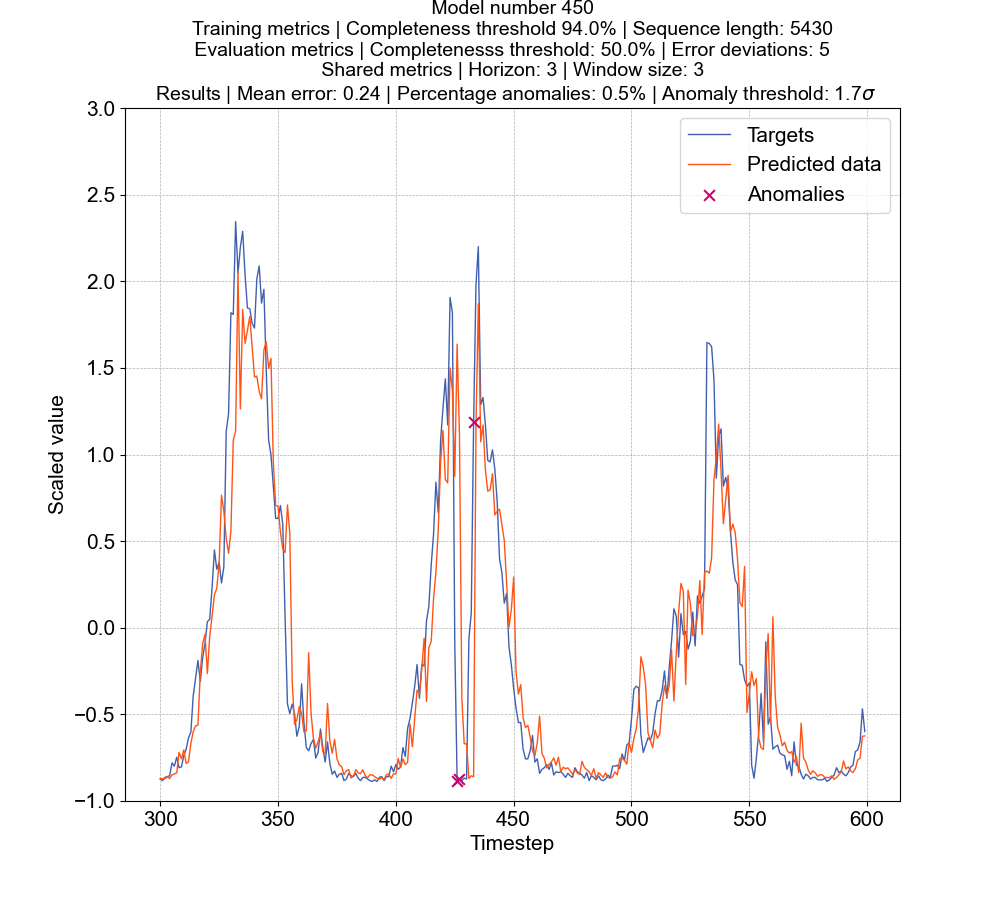 Model number 450
Training metrics | Completeness threshold 94.0% | Sequence length: 5430
Evaluation metrics | Completenesss threshold: 50.0% | Error deviations: 5
Shared metrics | Horizon: 3 | Window size: 3
Results | Mean error: 0.24 | Percentage anomalies: 0.5% | Anomaly threshold: 1.7σ
Targets
Predicted data
Anomalies
3.0
2.5
2.0
1.5
1.0
0.5
0.0
−0.5
−1.0
Scaled value
300
350
400
450
500
550
600
Timestep